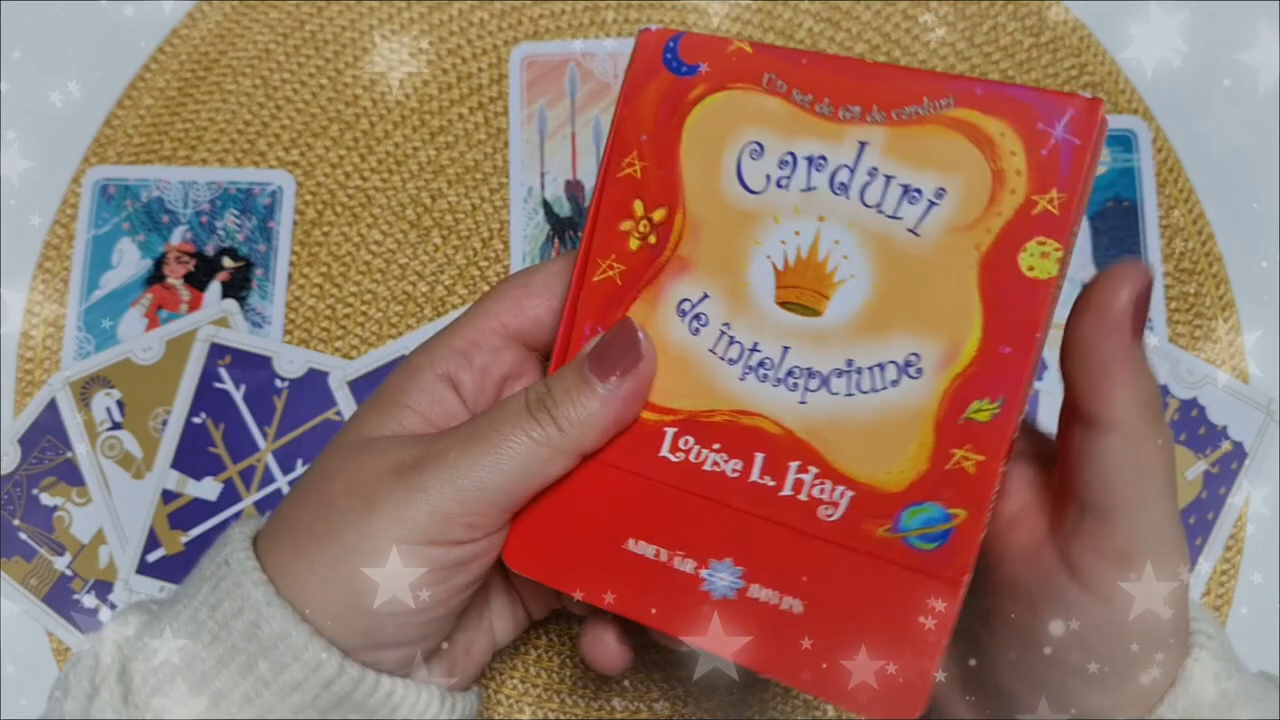 Un set de 64 de carduri
Carduri
de înțelepciune
Louise L. Hay
ADEVĂR DIVIN